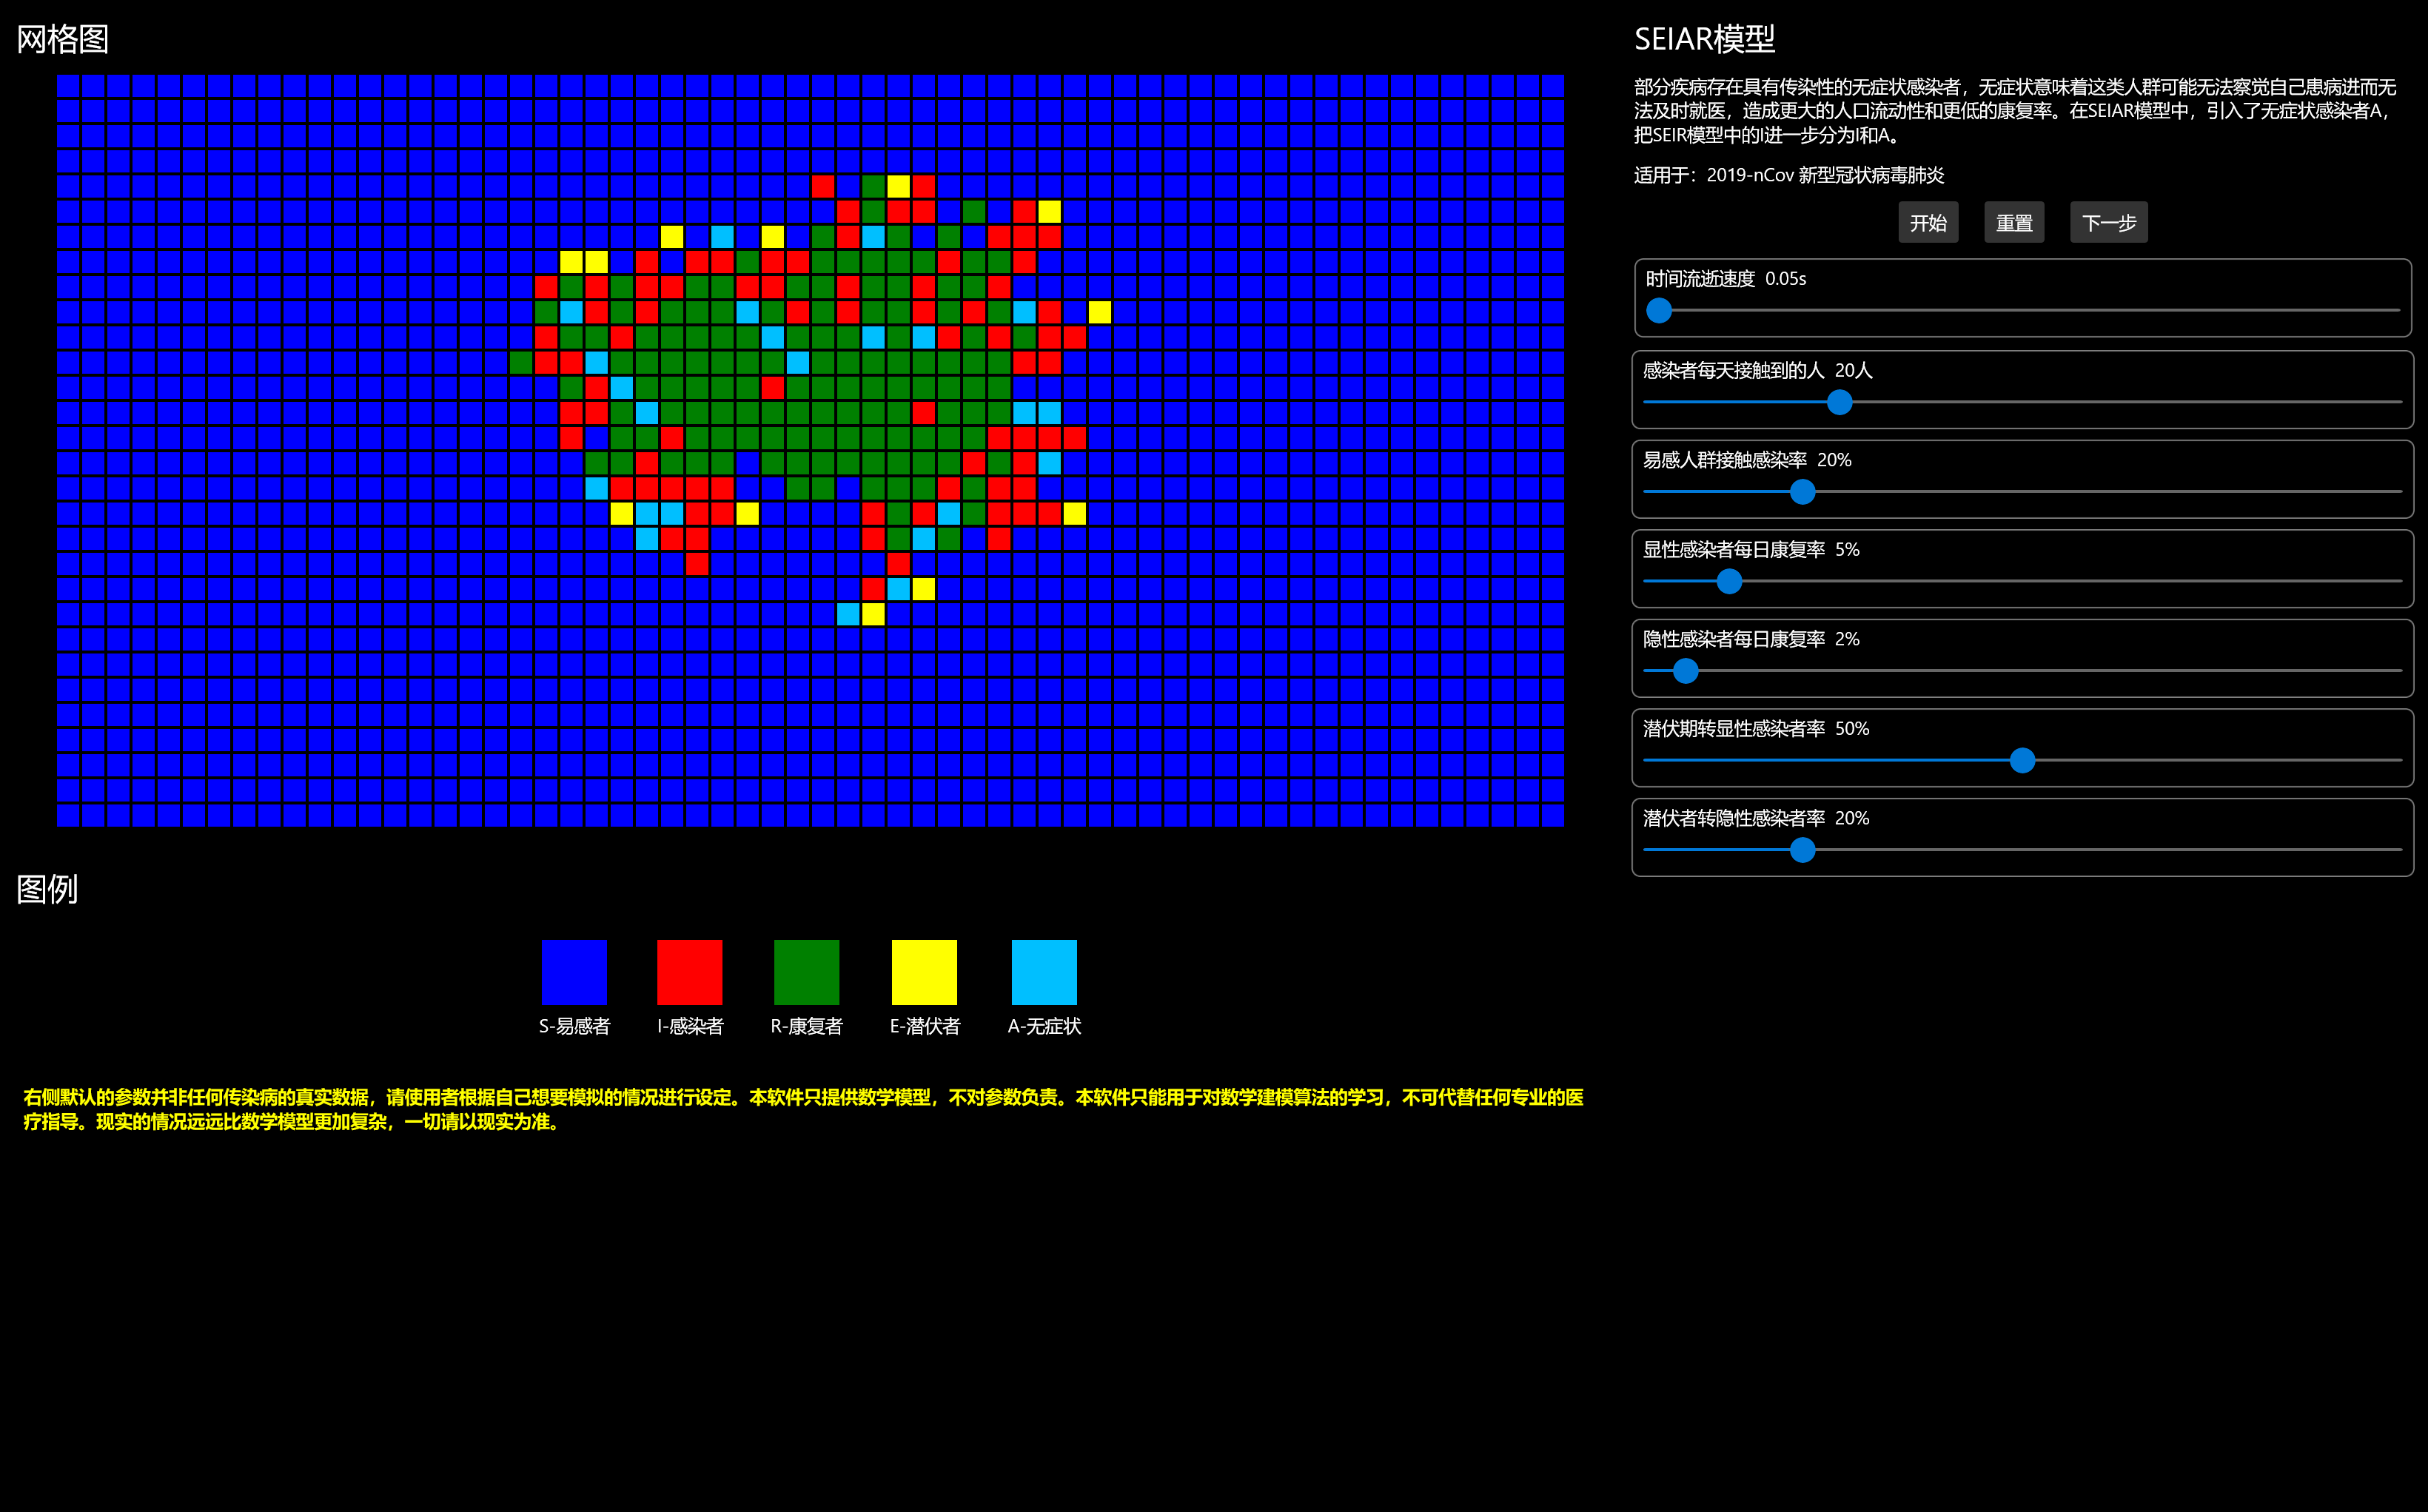 网格图
SEIAR模型
部分疾病存在具有传染性的无症状感染者，无症状意味着这类人群可能无法察觉自己患病进而无
法及时就医，造成更大的人口流动性和更低的康复率。在SEIAR模型中，引入了无症状感染者A，
把SEIR模型中的I进一步分为I和A。
适用于：2019-nCov 新型冠状病毒肺炎
开始 重置 下一步
时间流逝速度 0.05s
感染者每天接触到的人 20人
易感人群接触感染率 20%
显性感染者每日康复率 5%
隐性感染者每日康复率 2%
潜伏期转显性感染者率 50%
潜伏者转隐性感染者率 20%
图例
S-易感者 I-感染者 R-康复者 E-潜伏者 A-无症状
右侧默认的参数并非任何传染病的真实数据，请使用者根据自己想要模拟的情况进行设定。本软件只提供数学模型，不对参数负责。本软件只能用于对数学建模算法的学习，不可代替任何专业的医
疗指导。现实的情况远远比数学模型更加复杂，一切请以现实为准。